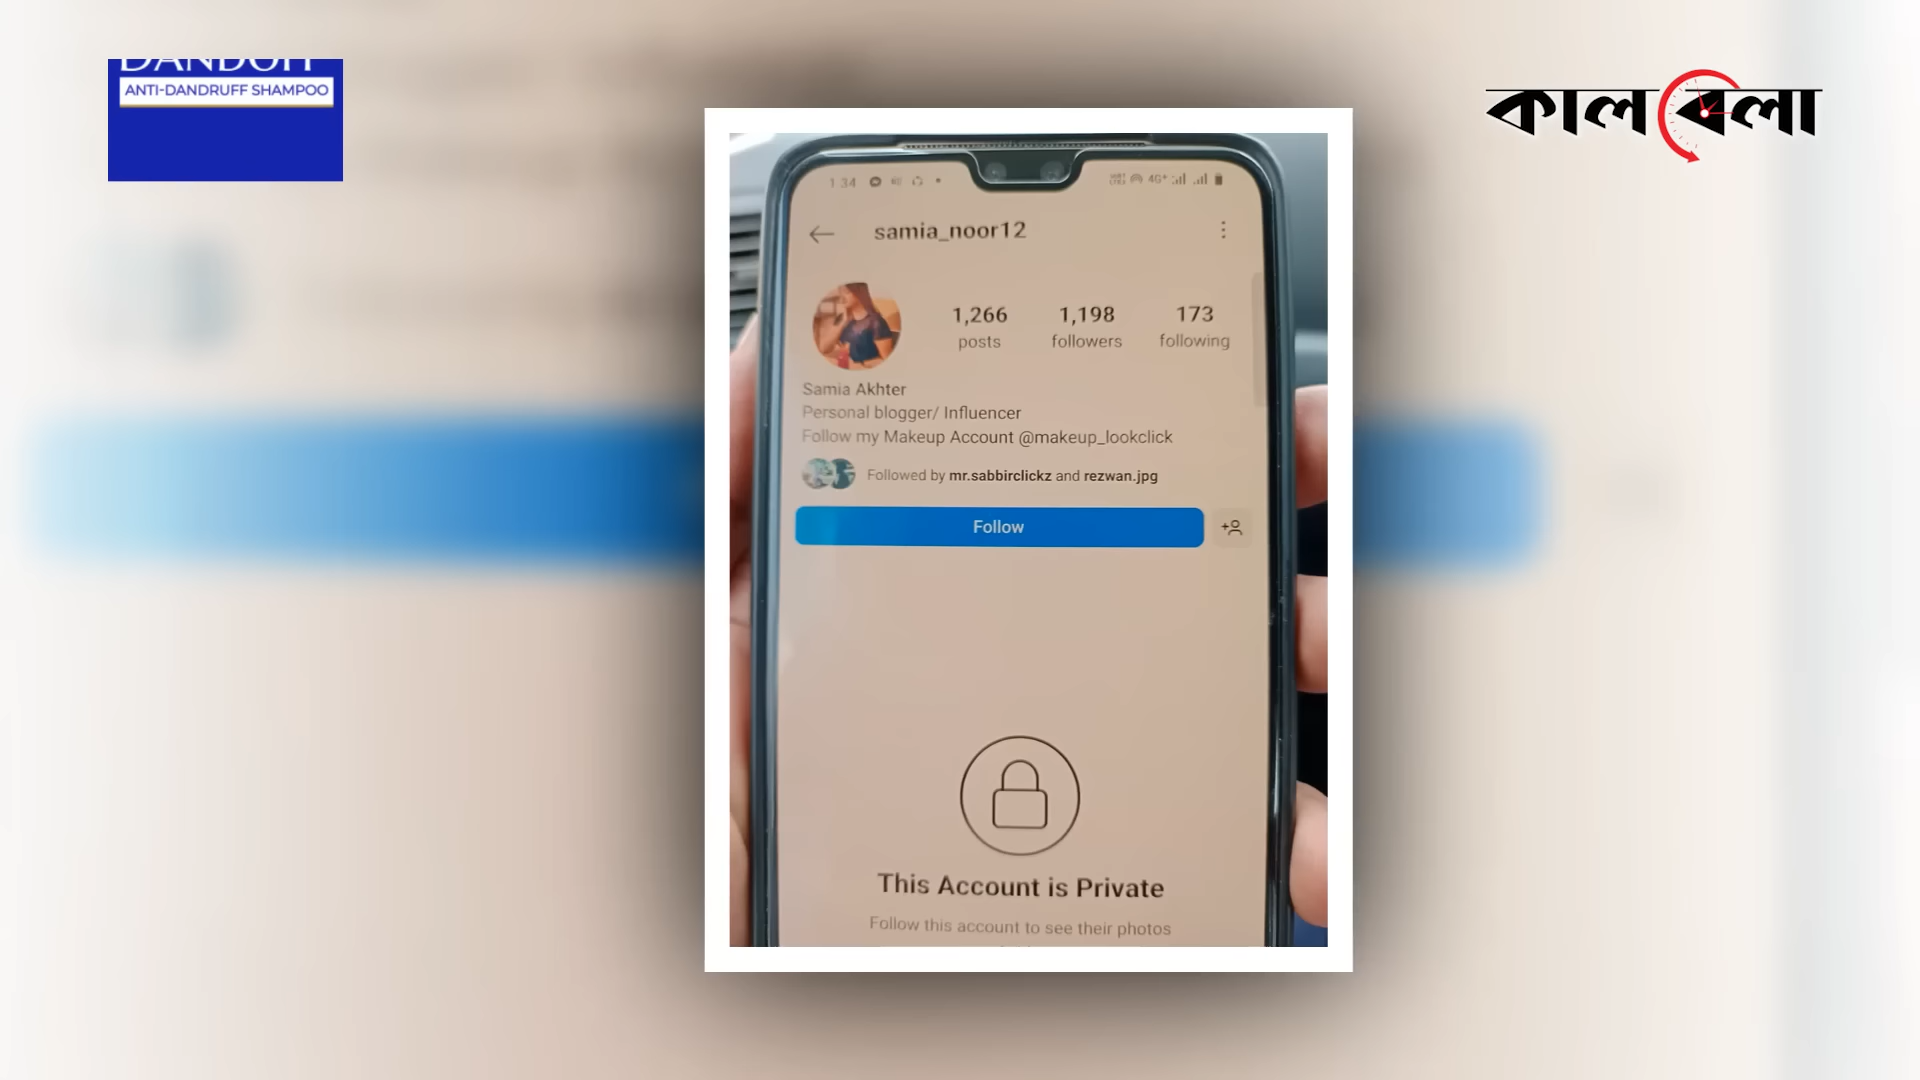 ANTI-DANDRUFF SHAMPOO
কালবেলা
1 34
4G+
samia_noor12
1,266 1,198 173
posts followers following
Samia Akhter
Personal blogger/ Influencer
Follow my Makeup Account @makeup_lookclick
Followed by mr.sabbirclickz and rezwan.jpg
Follow
This Account is Private
Follow this account to see their photos